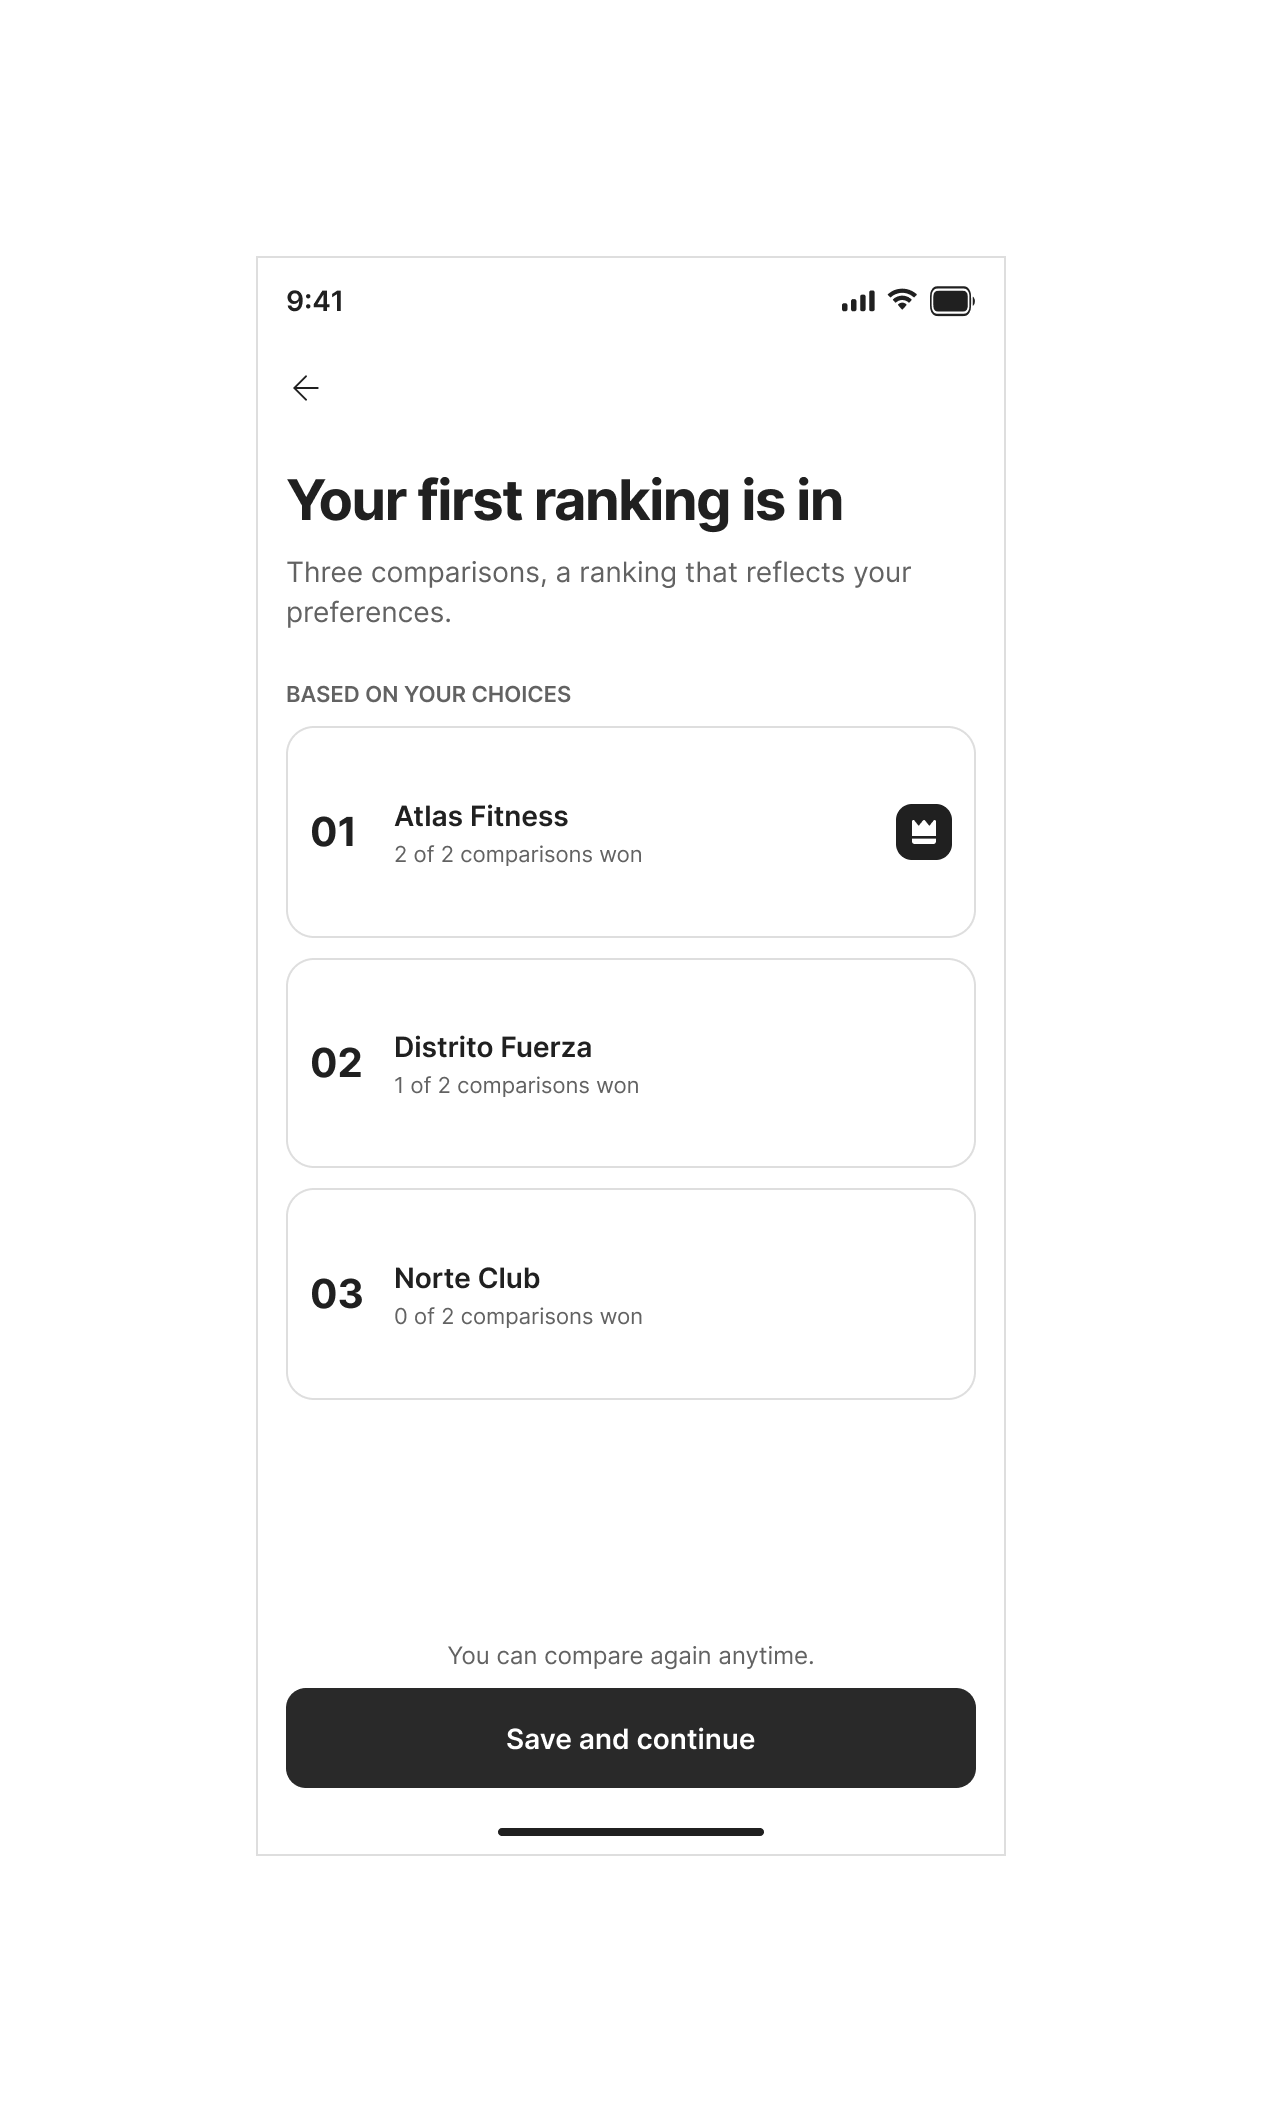 9:41
Your first ranking is in
Three comparisons, a ranking that reflects your
preferences.
BASED ON YOUR CHOICES
01
Atlas Fitness
2 of 2 comparisons won
02
Distrito Fuerza
1 of 2 comparisons won
03
Norte Club
0 of 2 comparisons won
You can compare again anytime.
Save and continue